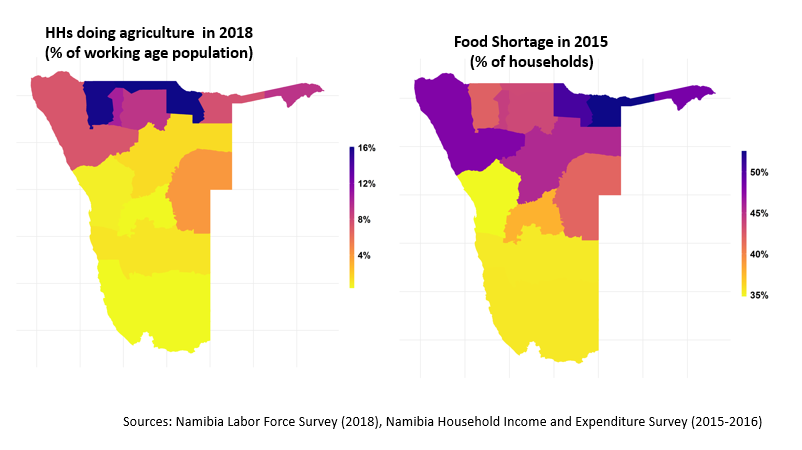 HHs doing agriculture in 2018
(% of working age population)
16%
12%
8%
4%
Food Shortage in 2015
(% of households)
50%
45%
40%
35%
Sources: Namibia Labor Force Survey (2018), Namibia Household Income and Expenditure Survey (2015-2016)